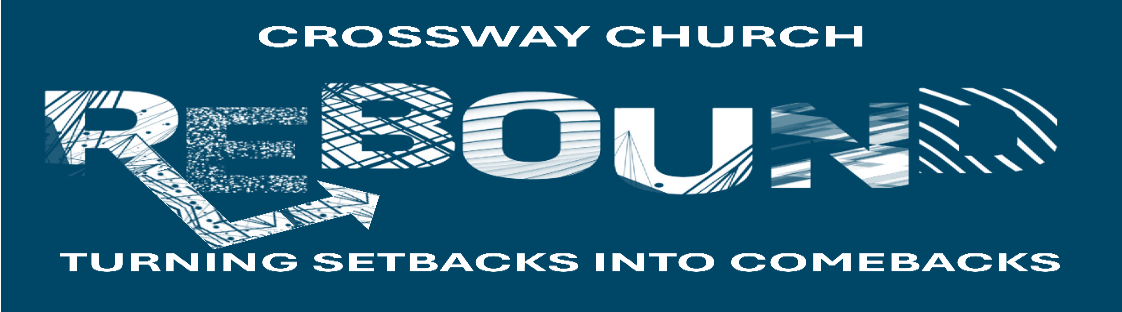 CROSSWAY CHURCH
REBOUND
TURNING SETBACKS INTO COMEBACKS